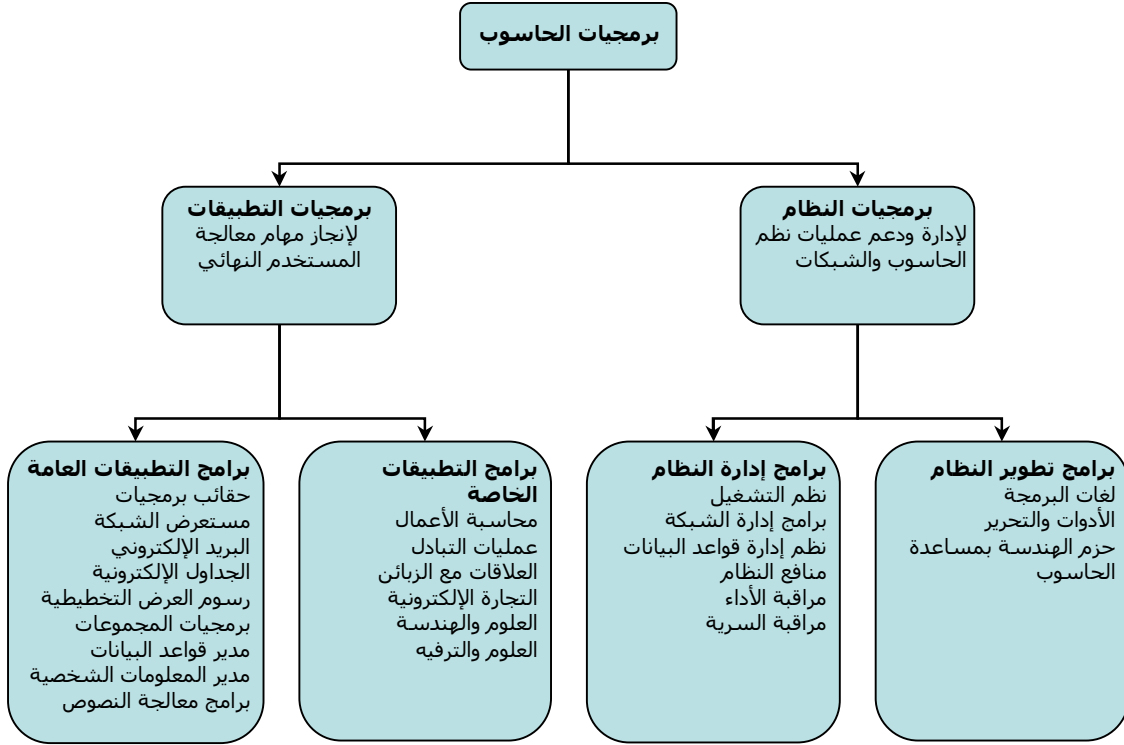 برمجيات الحاسوب
برمجيات النظام
لإدارة ودعم عمليات نظم
الحاسوب والشبكات
برمجيات التطبيقات
لإنجاز مهام معالجة
المستخدم النهائي
برامج تطوير النظام
لغات البرمجة
الأدوات والتحرير
حزم الهندسة بمساعدة
الحاسوب
برامج إدارة النظام
نظم التشغيل
برامج إدارة الشبكة
نظم إدارة قواعد البيانات
منافع النظام
مراقبة الأداء
مراقبة السرية
برامج التطبيقات
الخاصة
محاسبة الأعمال
عمليات التبادل
العلاقات مع الزبائن
التجارة الإلكترونية
العلوم والهندسة
العلوم والترفيه
برامج التطبيقات العامة
حقائب برمجيات
مستعرض الشبكة
البريد الإلكتروني
الجداول الإلكترونية
رسوم العرض التخطيطية
برمجيات المجموعات
مدير قواعد البيانات
مدير المعلومات الشخصية
برامج معالجة النصوص